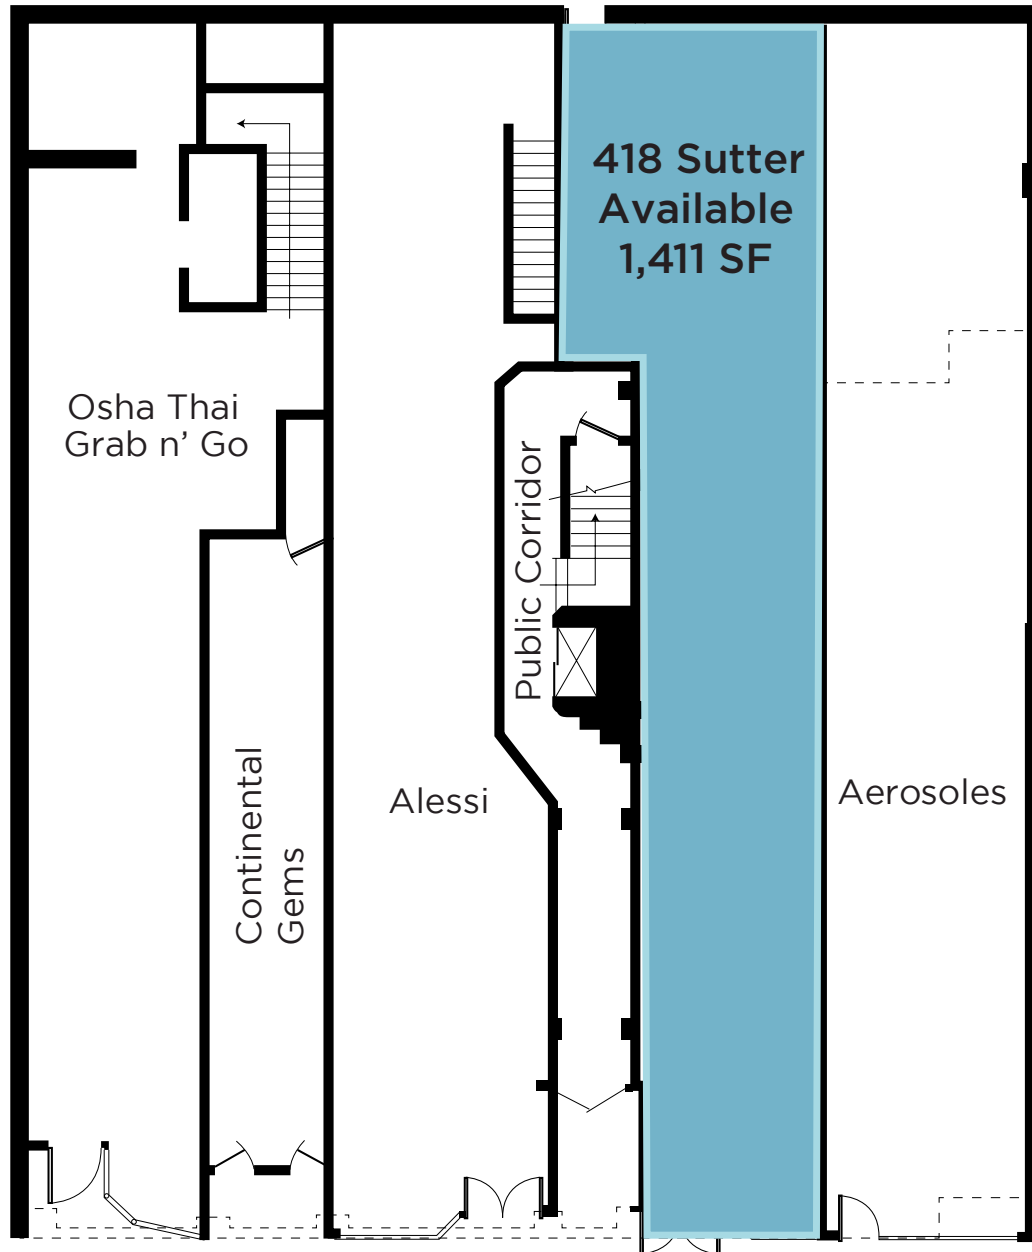 418 Sutter
Available
1,411 SF
Osha Thai
Grab n’ Go
Public Corridor
Continental
Gems
Alessi
Aerosoles